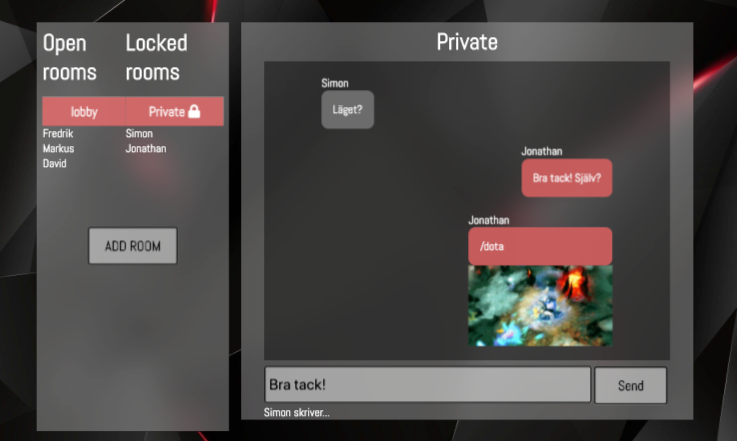 Open rooms
Locked rooms
lobby
Private
Fredrik
Markus
David
Simon
Jonathan
ADD ROOM
Private
Simon
Läget?
Jonathan
Bra tack! Själv?
Jonathan
/dota
Bra tack!
Send
Simon skriver...